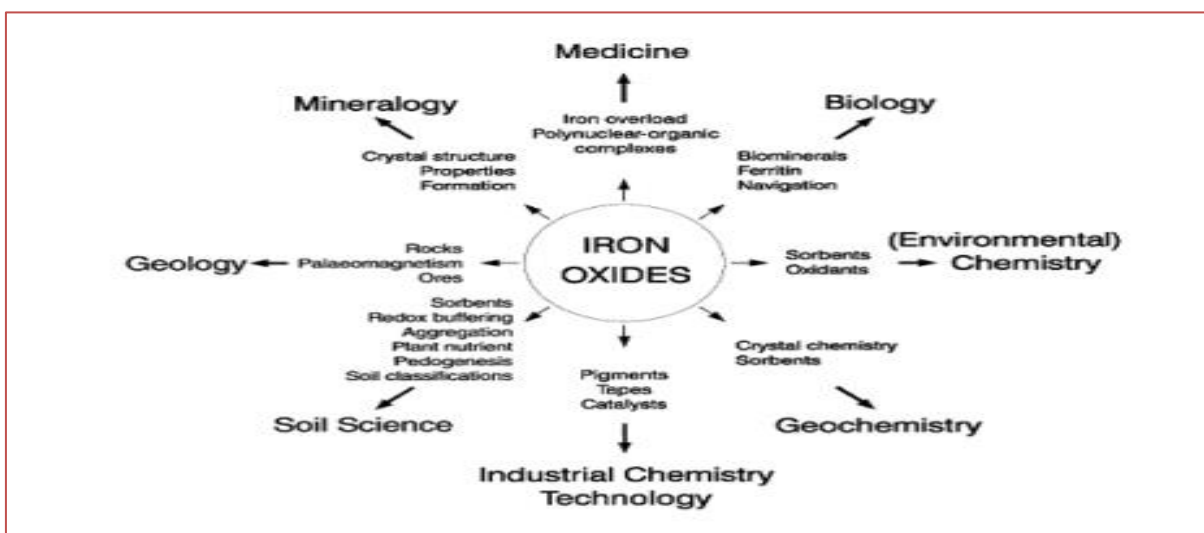 Medicine
Iron overload
Polynuclear-organic
complexes
Mineralogy
Crystal structure
Properties
Formation
Biology
Biominerals
Ferritin
Navigation
IRON
OXIDES
Geology
Rocks
Palaeomagnetism
Ores
(Environmental)
Chemistry
Sorbents
Oxidants
Sorbents
Redox buffering
Aggregation
Plant nutrient
Pedogenesis
Soil classifications
Soil Science
Pigments
Tapes
Catalysts
Industrial Chemistry
Technology
Crystal chemistry
Sorbents
Geochemistry